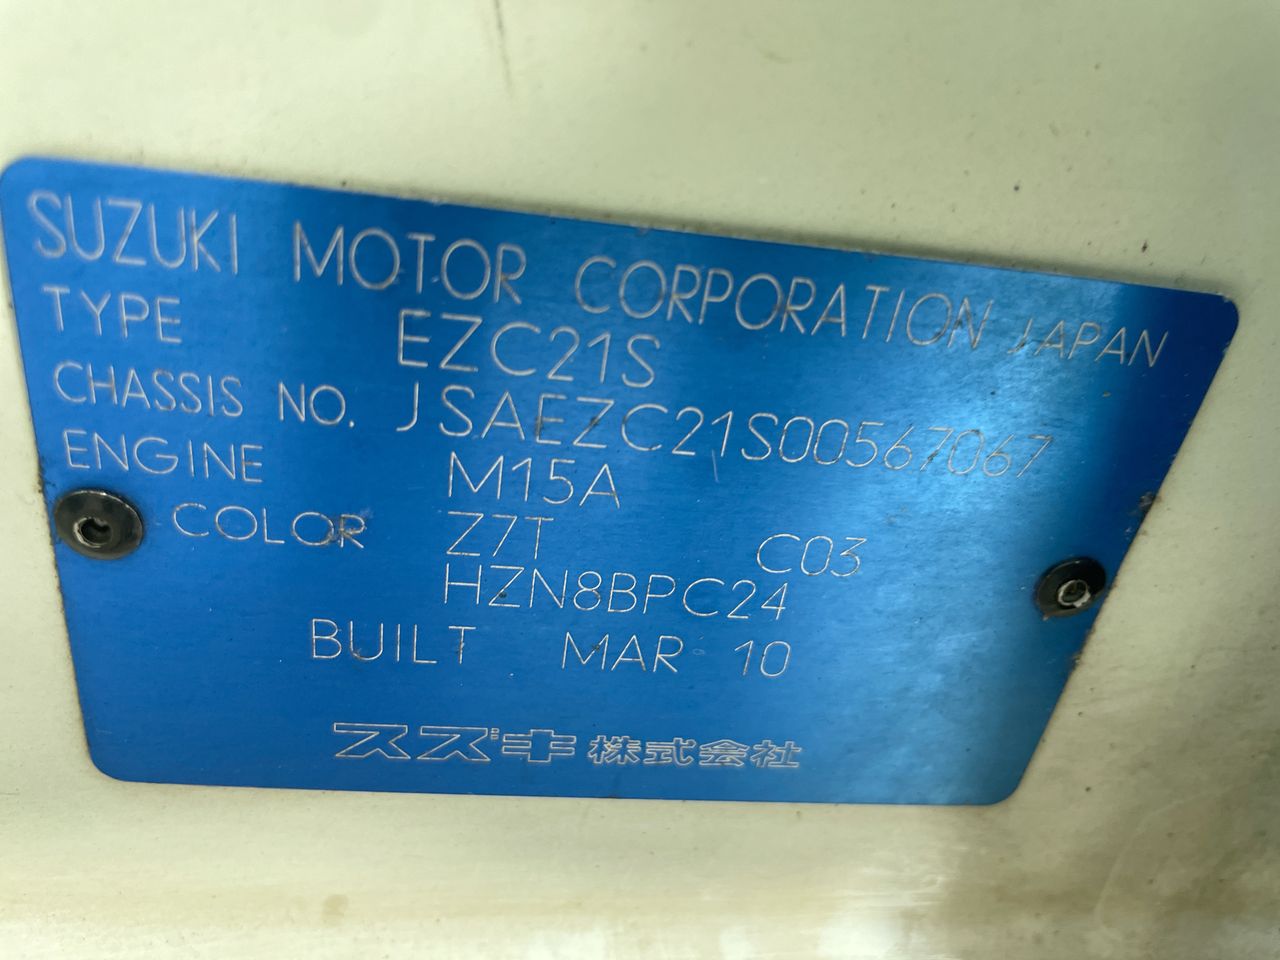 SUZUKI MOTOR CORPORATION JAPAN
TYPE EZC21S
CHASSIS NO. JSAEZC21S00567067
ENGINE M15A
COLOR Z7T C03
HZN8BPC24
BUILT MAR 10
スズキ株式会社